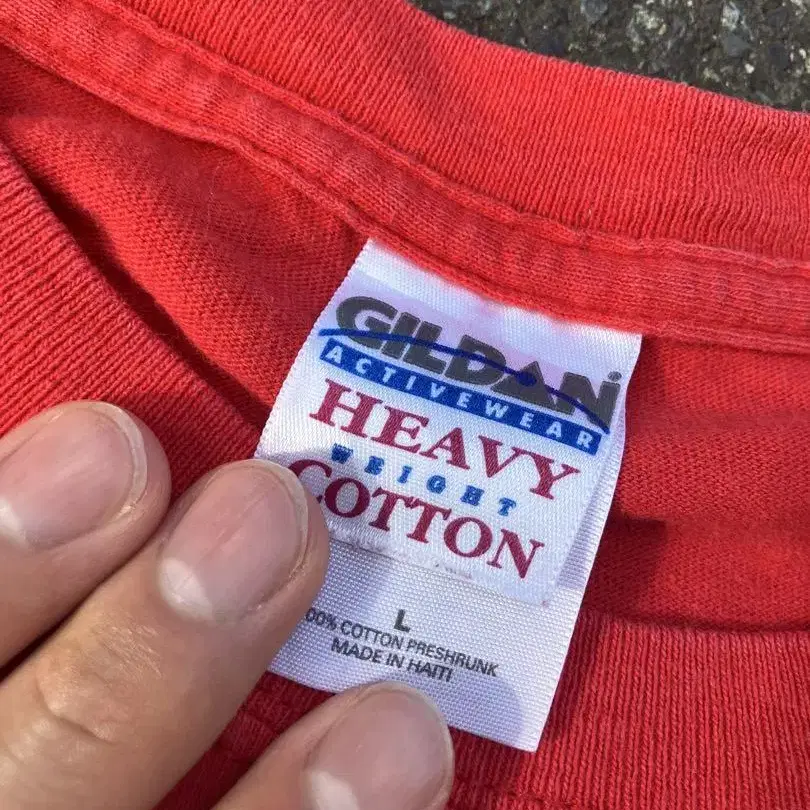 GILDAN
ACTIVEWEAR
HEAVY
WEIGHT
COTTON
L
00% COTTON PRESHRUNK
MADE IN HAITI